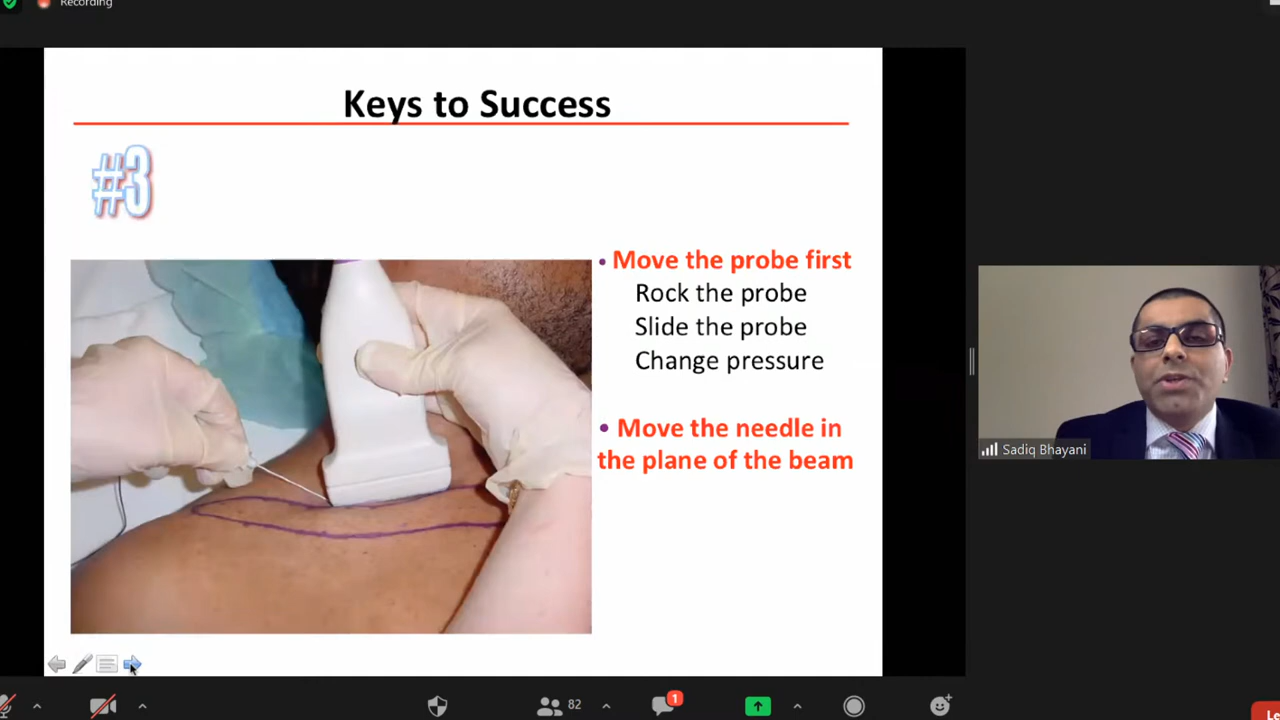 Recording
Keys to Success
#3
• Move the probe first
Rock the probe
Slide the probe
Change pressure
• Move the needle in
the plane of the beam
Sadiq Bhayani
82
1